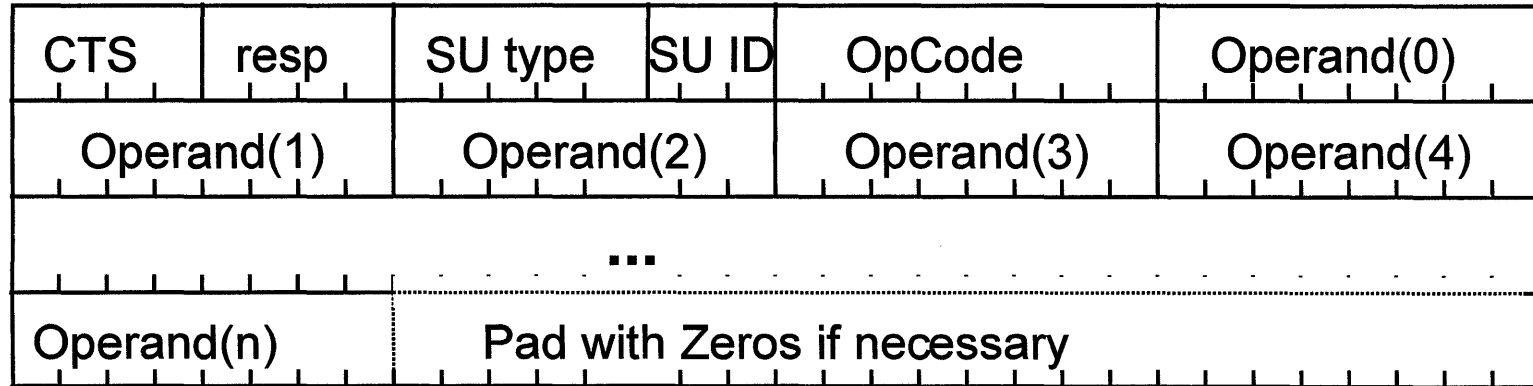 CTS resp SU type SU ID OpCode Operand(0)
Operand(1) Operand(2) Operand(3) Operand(4)
...
Operand(n) Pad with Zeros if necessary